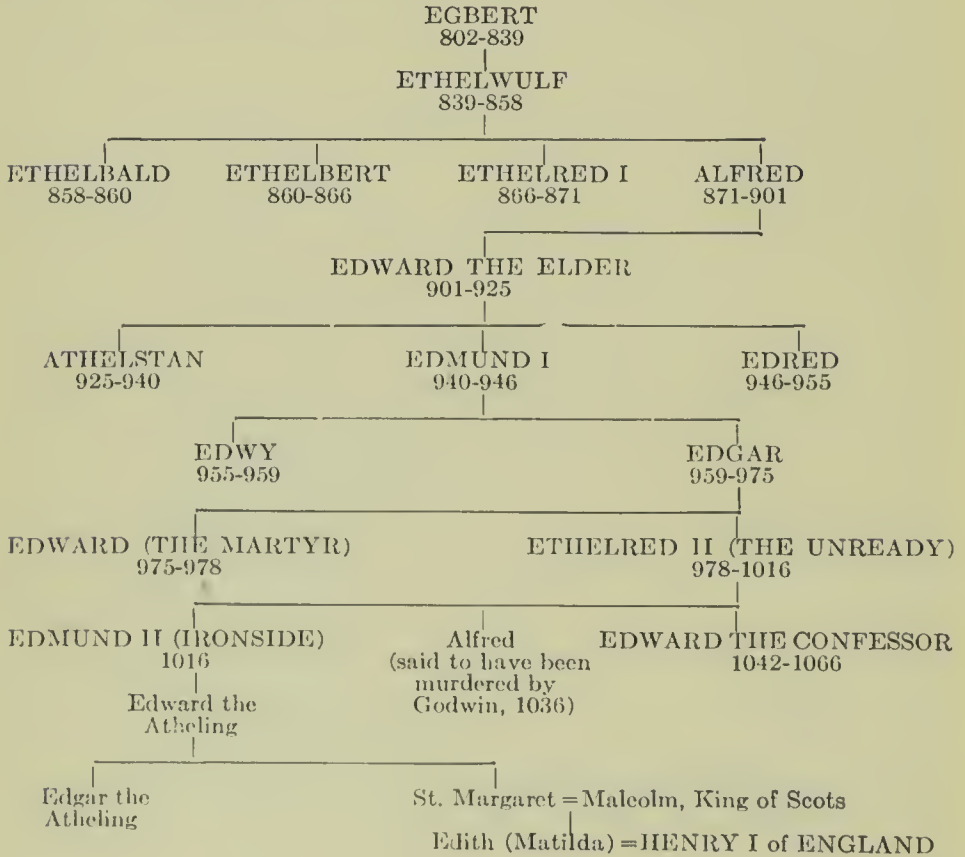 EGBERT
802-839
ETHELWULF
839-858
ETHELBALD ETHELBERT ETHELRED I ALFRED
858-860 860-866 866-871 871-901
EDWARD THE ELDER
901-925
ATHELSTAN EDMUND I EDRED
925-940 940-946 946-955
EDWY EDGAR
955-959 959-975
EDWARD (THE MARTYR) ETHELRED II (THE UNREADY)
975-978 978-1016
EDMUND II (IRONSIDE) Alfred EDWARD THE CONFESSOR
1016 (said to have been 1042-1066
murdered by
Edward the Godwin, 1036)
Atheling
Edgar the St. Margaret = Malcolm, King of Scots
Atheling
Edith (Matilda) = HENRY I of ENGLAND